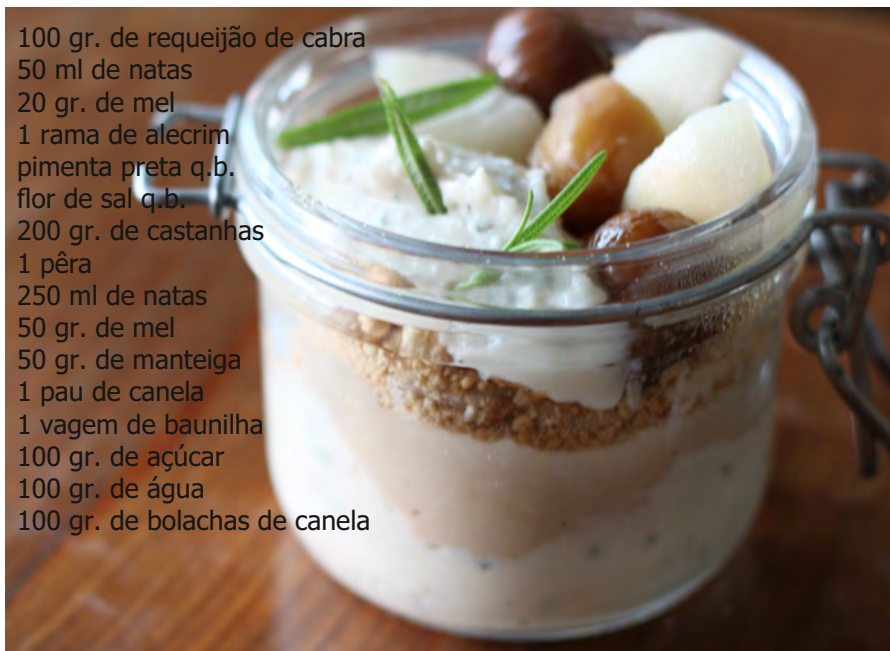 100 gr. de requeijão de cabra
50 ml de natas
20 gr. de mel
1 rama de alecrim
pimenta preta q.b.
flor de sal q.b.
200 gr. de castanhas
1 pêra
250 ml de natas
50 gr. de mel
50 gr. de manteiga
1 pau de canela
1 vagem de baunilha
100 gr. de açúcar
100 gr. de água
100 gr. de bolachas de canela